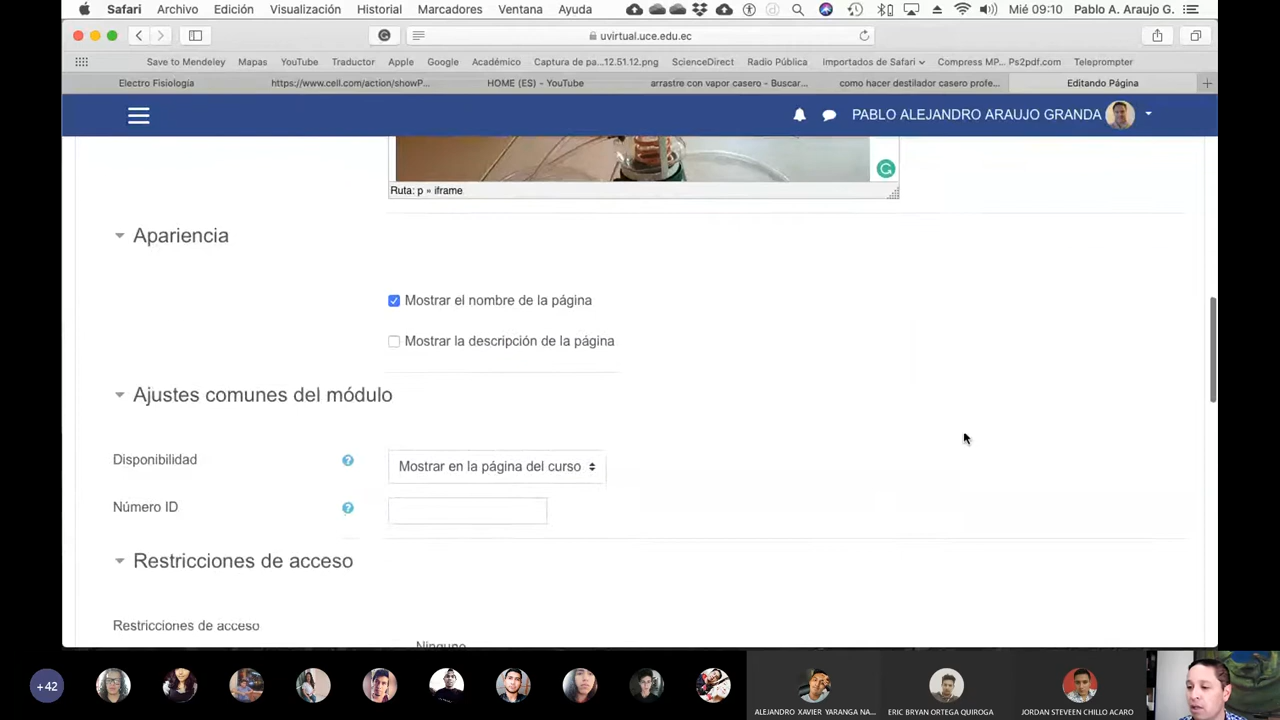 Safari Archivo Edición Visualización Historial Marcadores Ventana Ayuda Mié 09:10 Pablo A. Araujo G.
uvirtual.uce.edu.ec
Save to Mendeley Mapas YouTube Traductor Apple Google Académico Captura de pa...12.51.12.png ScienceDirect Radio Pública Importados de Safari Compress MP... Ps2pdf.com Teleprompter
Electro Fisiología https://www.cell.com/action/showP... HOME (ES) - YouTube arrastre con vapor casero - Buscar... como hacer destilador casero profe... Editando Página
PABLO ALEJANDRO ARAUJO GRANDA
Ruta: p » iframe
Apariencia
Mostrar el nombre de la página
Mostrar la descripción de la página
Ajustes comunes del módulo
Disponibilidad Mostrar en la página del curso
Número ID
Restricciones de acceso
Restricciones de acceso
Ninguno
+42
ALEJANDRO XAVIER YARANGA NA... ERIC BRYAN ORTEGA QUIROGA JORDAN STEVEEN CHILLO ACARO